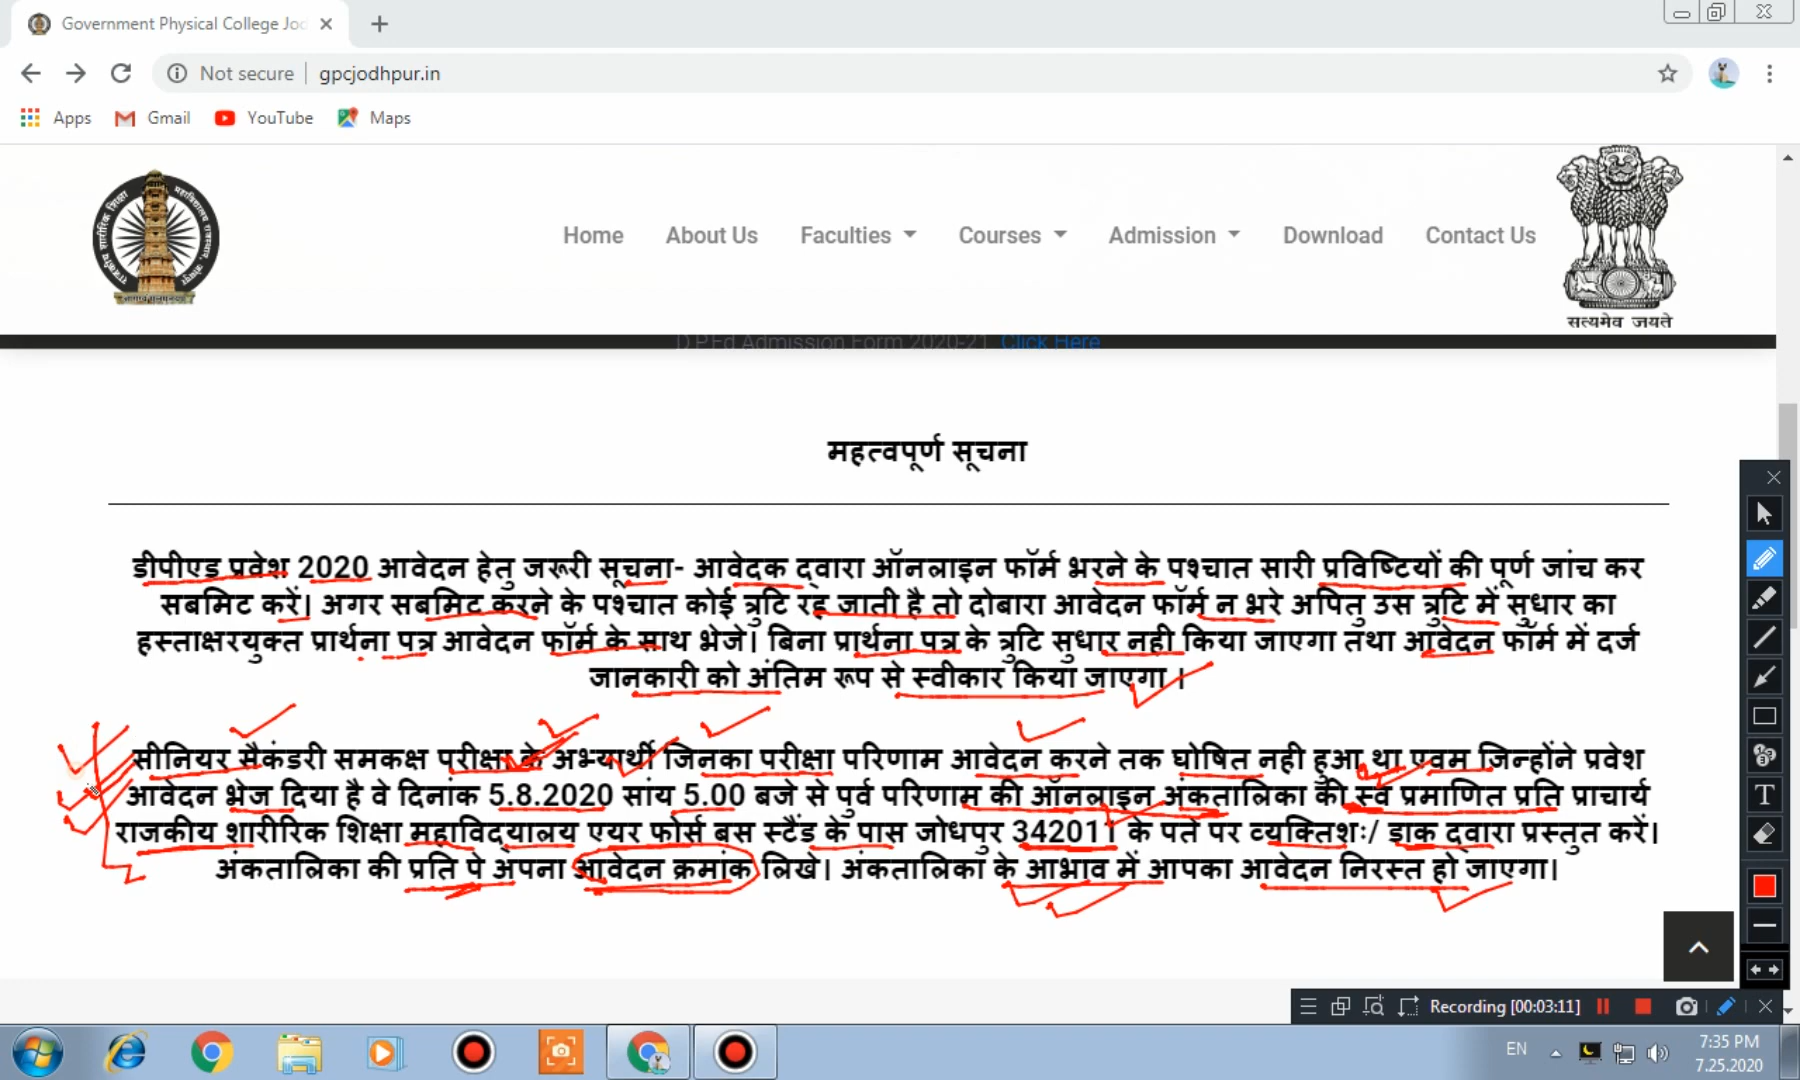 Government Physical College Joc
Not secure gpcjodhpur.in
Apps Gmail YouTube Maps
Home About Us Faculties Courses Admission Download Contact Us
सत्यमेव जयते
D.P.Ed Admission Form 2020-21 Click Here
महत्वपूर्ण सूचना
डीपीएड प्रवेश 2020 आवेदन हेतु जरूरी सूचना- आवेदक द्वारा ऑनलाइन फॉर्म भरने के पश्चात सारी प्रविष्टियों की पूर्ण जांच कर
सबमिट करें। अगर सबमिट करने के पश्चात कोई त्रुटि रह जाती है तो दोबारा आवेदन फॉर्म न भरे अपितु उस त्रुटि में सुधार का
हस्ताक्षरयुक्त प्रार्थना पत्र आवेदन फॉर्म के साथ भेजे। बिना प्रार्थना पत्र के त्रुटि सुधार नही किया जाएगा तथा आवेदन फॉर्म में दर्ज
जानकारी को अंतिम रूप से स्वीकार किया जाएगा ।
सीनियर सैकंडरी समकक्ष परीक्षा के अभ्यार्थी जिनका परीक्षा परिणाम आवेदन करने तक घोषित नही हुआ था एवम जिन्होंने प्रवेश
आवेदन भेज दिया है वे दिनांक 5.8.2020 सांय 5.00 बजे से पुर्व परिणाम की ऑनलाइन अंकतालिका की स्व प्रमाणित प्रति प्राचार्य
राजकीय शारीरिक शिक्षा महाविद्यालय एयर फोर्स बस स्टैंड के पास जोधपुर 342011 के पते पर व्यक्तिशः/ डाक द्वारा प्रस्तुत करें।
अंकतालिका की प्रति पे अपना आवेदन क्रमांक लिखे। अंकतालिका के आभाव में आपका आवेदन निरस्त हो जाएगा।
Recording [00:03:11]
EN
7:35 PM
7.25.2020